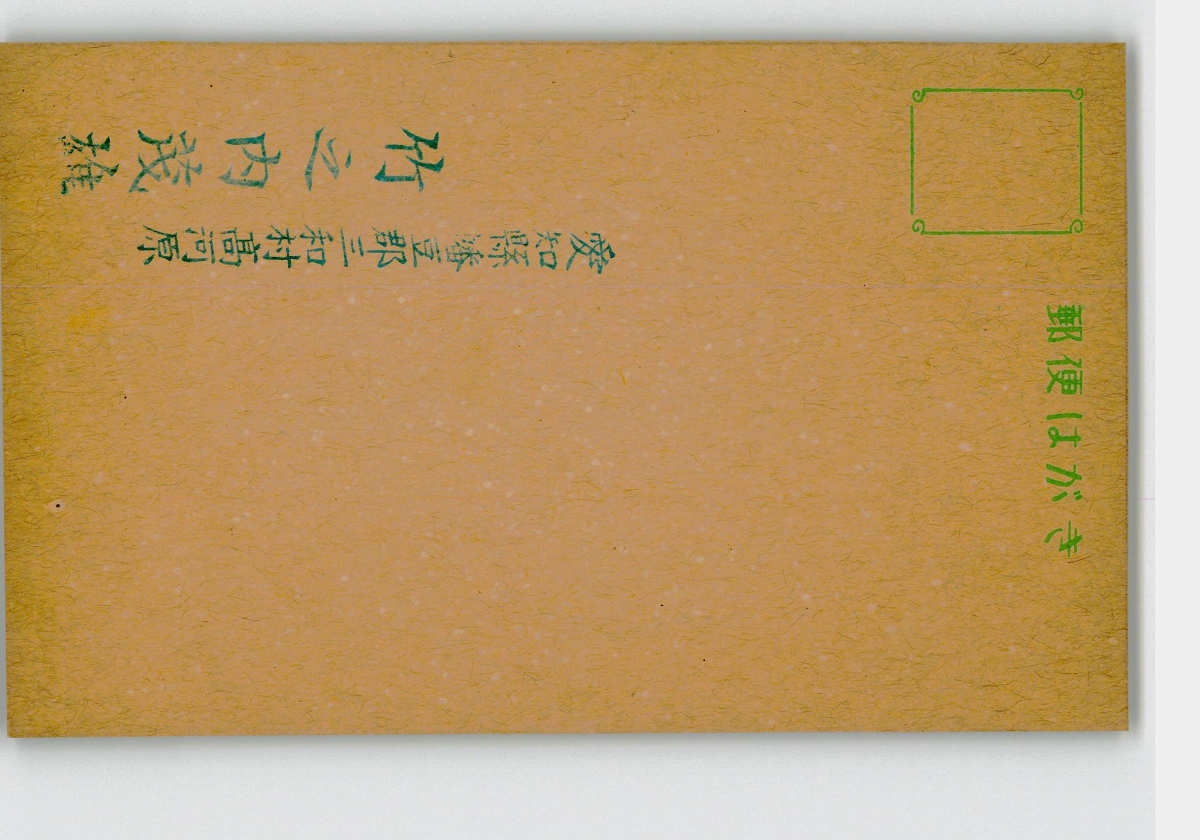 郵便はがき
愛知縣幡豆郡三和村高河原
竹之内茂雄